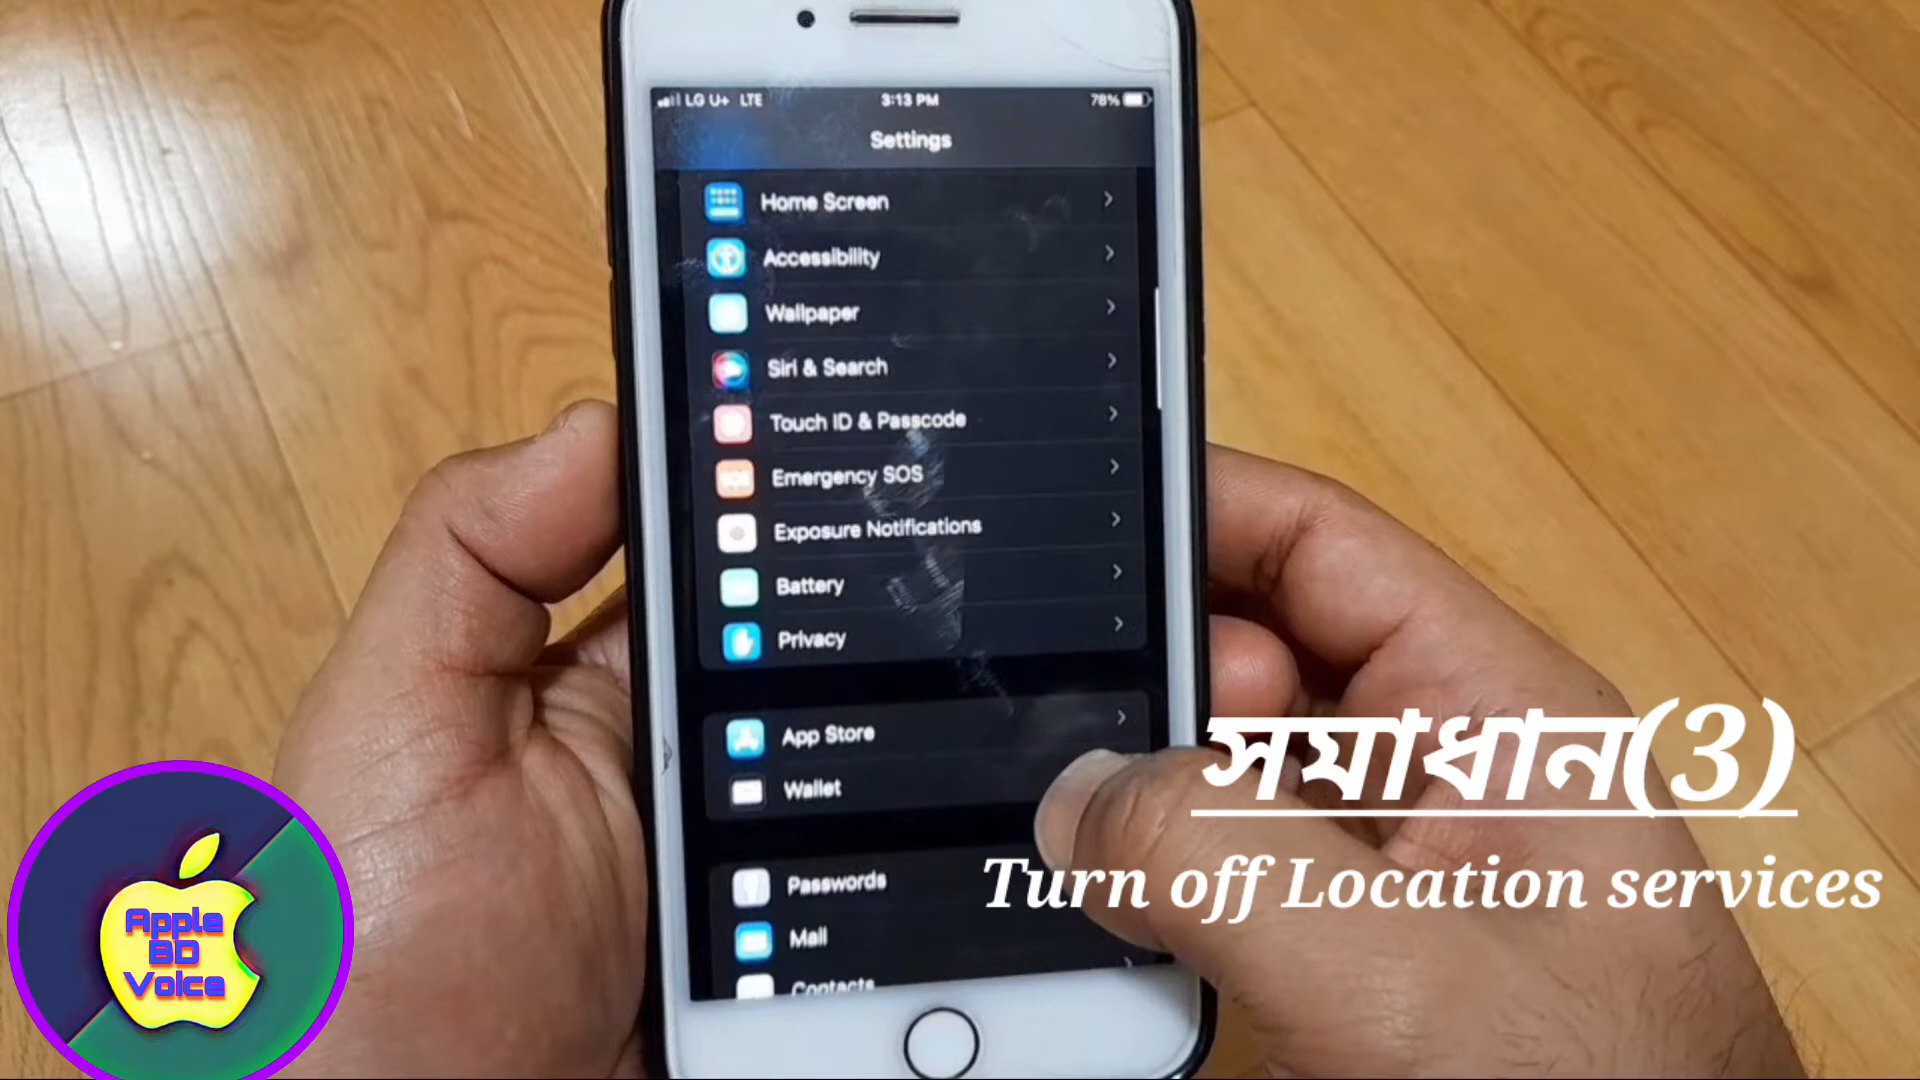 LG U+ LTE 3:13 PM 78%
Settings
Home Screen
Accessibility
Wallpaper
Siri & Search
Touch ID & Passcode
Emergency SOS
Exposure Notifications
Battery
Privacy
App Store
Wallet
Passwords
Mail
Contacts
সমাধান(3)
Turn off Location services
Apple
BD
Voice